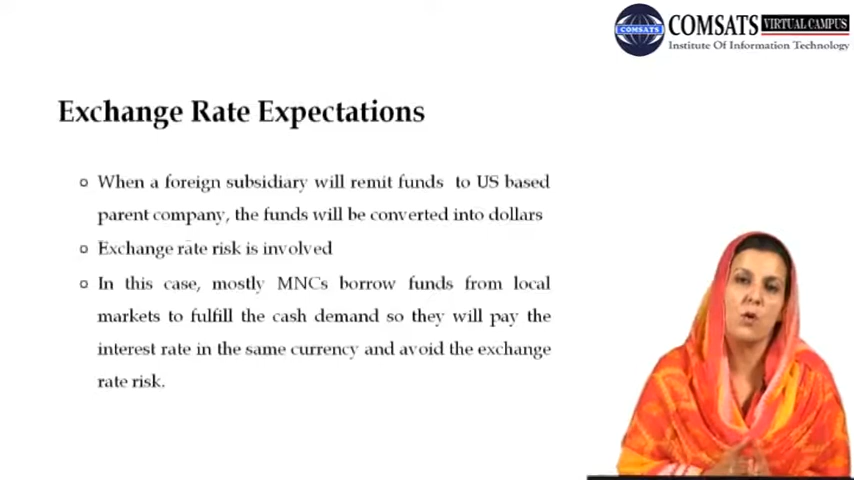 COMSATS
COMSATS VIRTUAL CAMPUS
Institute Of Information Technology
Exchange Rate Expectations
When a foreign subsidiary will remit funds to US based
parent company, the funds will be converted into dollars
Exchange rate risk is involved
In this case, mostly MNCs borrow funds from local
markets to fulfill the cash demand so they will pay the
interest rate in the same currency and avoid the exchange
rate risk.